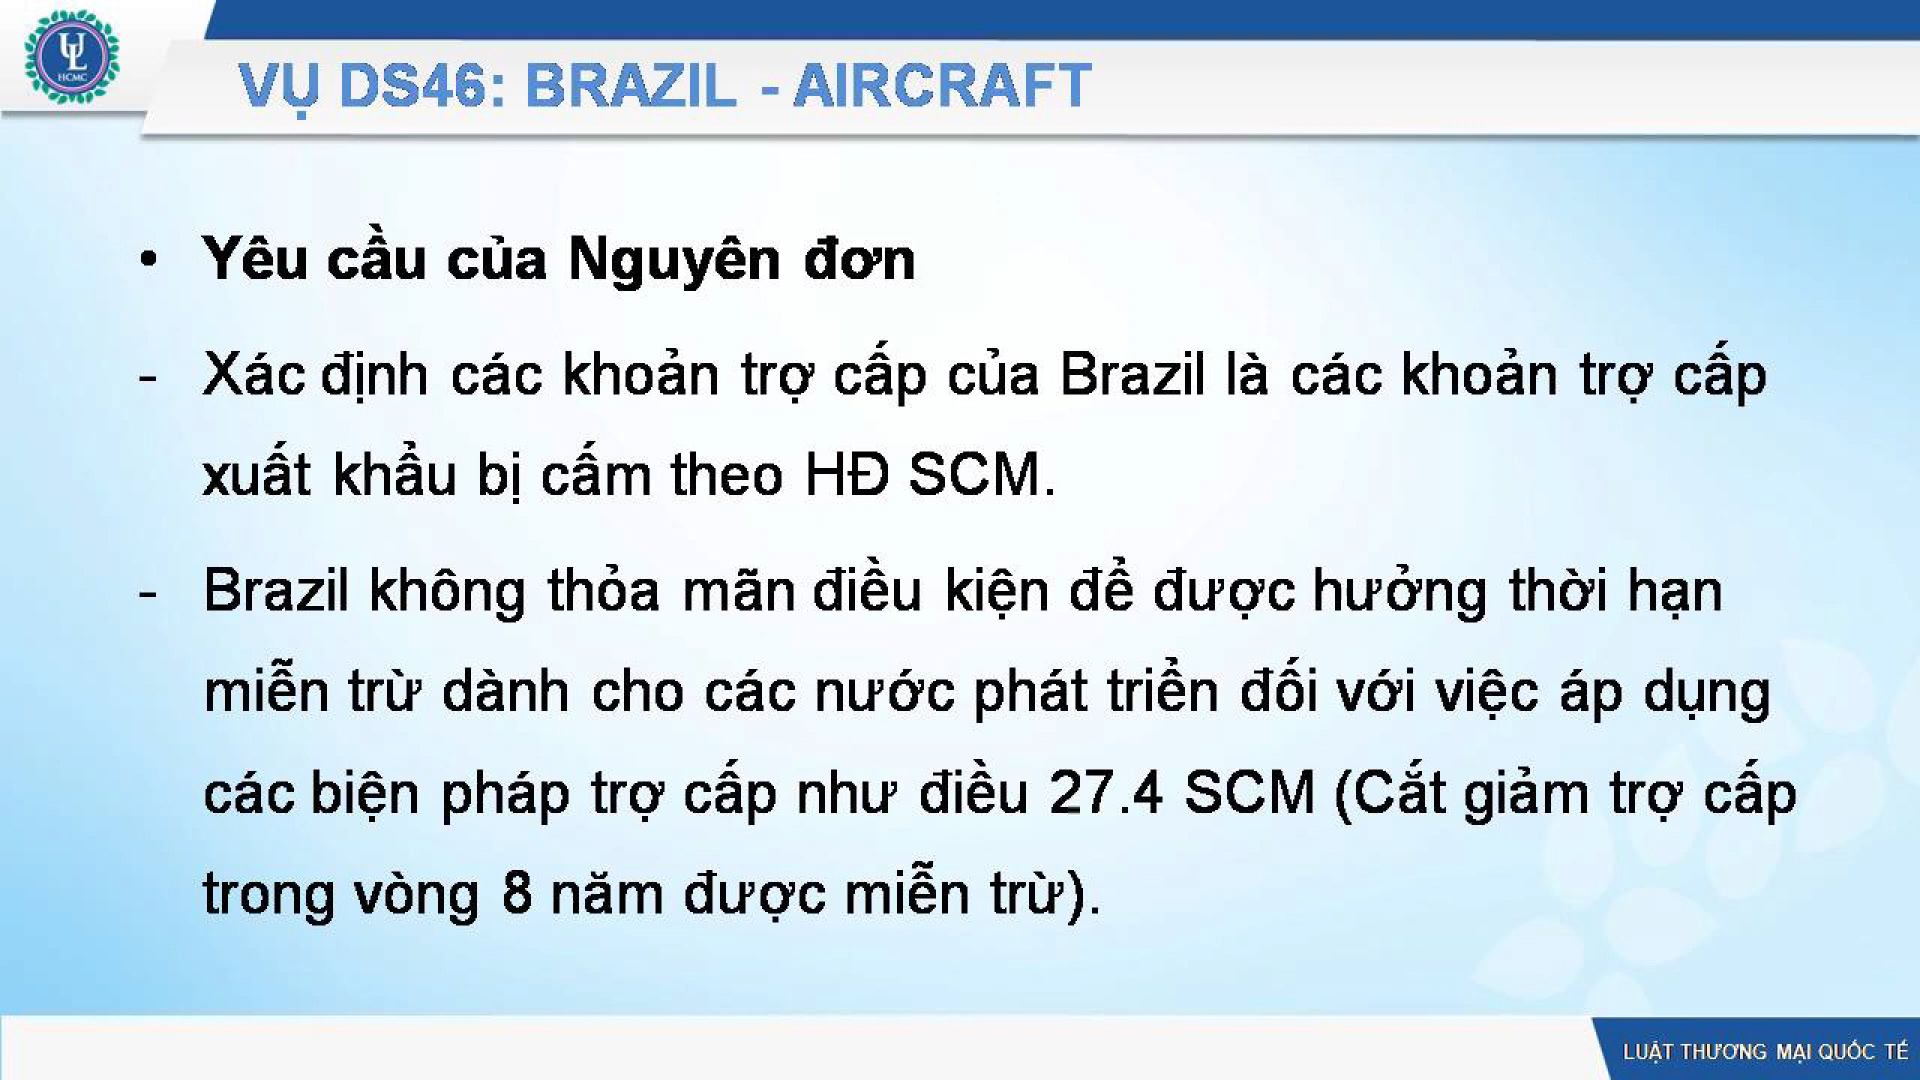 UL
HCMC
VỤ DS46: BRAZIL - AIRCRAFT
• Yêu cầu của Nguyên đơn
- Xác định các khoản trợ cấp của Brazil là các khoản trợ cấp
xuất khẩu bị cấm theo HĐ SCM.
- Brazil không thỏa mãn điều kiện để được hưởng thời hạn
miễn trừ dành cho các nước phát triển đối với việc áp dụng
các biện pháp trợ cấp như điều 27.4 SCM (Cắt giảm trợ cấp
trong vòng 8 năm được miễn trừ).
LUẬT THƯƠNG MẠI QUỐC TẾ